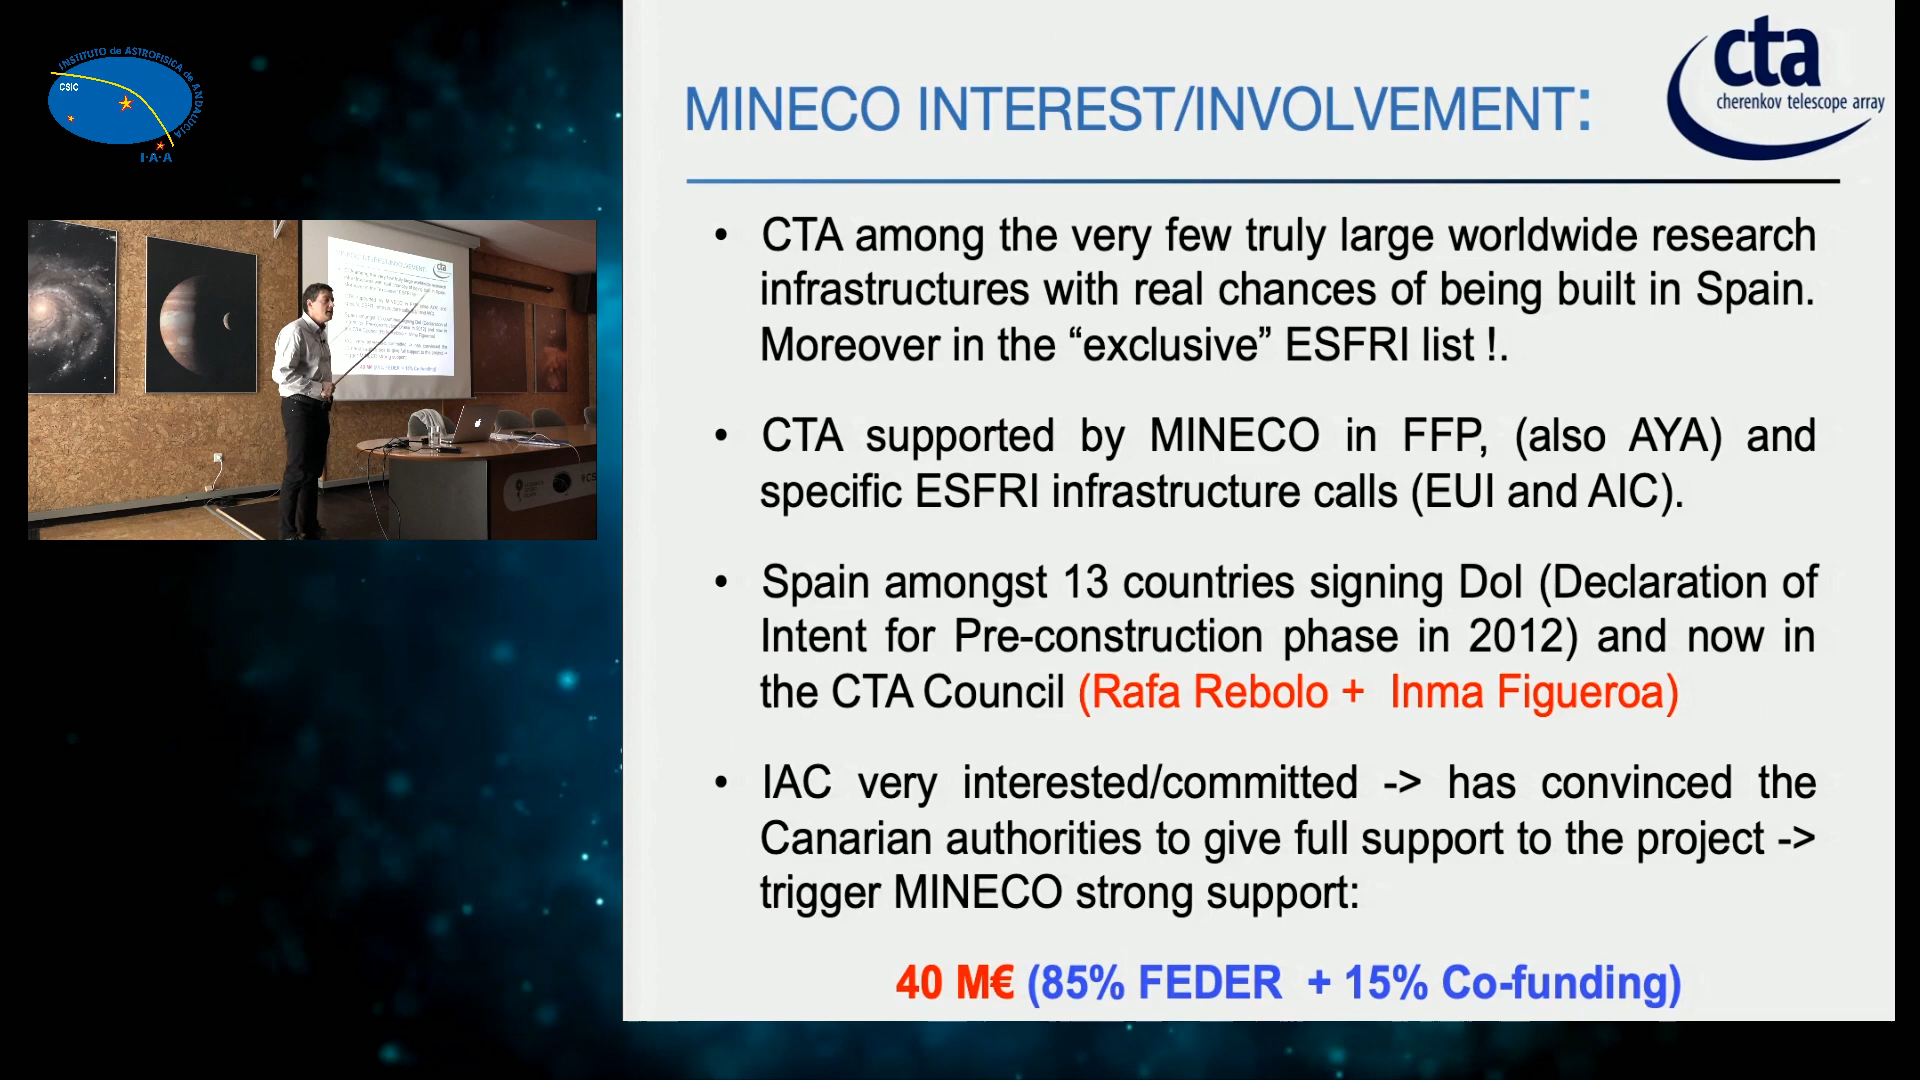 INSTITUTO de ASTROFISICA de ANDALUCIA
CSIC
I·A·A
cta
cherenkov telescope array
MINECO INTEREST/INVOLVEMENT:
• CTA among the very few truly large worldwide research
infrastructures with real chances of being built in Spain.
Moreover in the “exclusive” ESFRI list !.
• CTA supported by MINECO in FFP, (also AYA) and
specific ESFRI infrastructure calls (EUI and AIC).
• Spain amongst 13 countries signing DoI (Declaration of
Intent for Pre-construction phase in 2012) and now in
the CTA Council (Rafa Rebolo + Inma Figueroa)
• IAC very interested/committed -> has convinced the
Canarian authorities to give full support to the project ->
trigger MINECO strong support:
40 M€ (85% FEDER + 15% Co-funding)